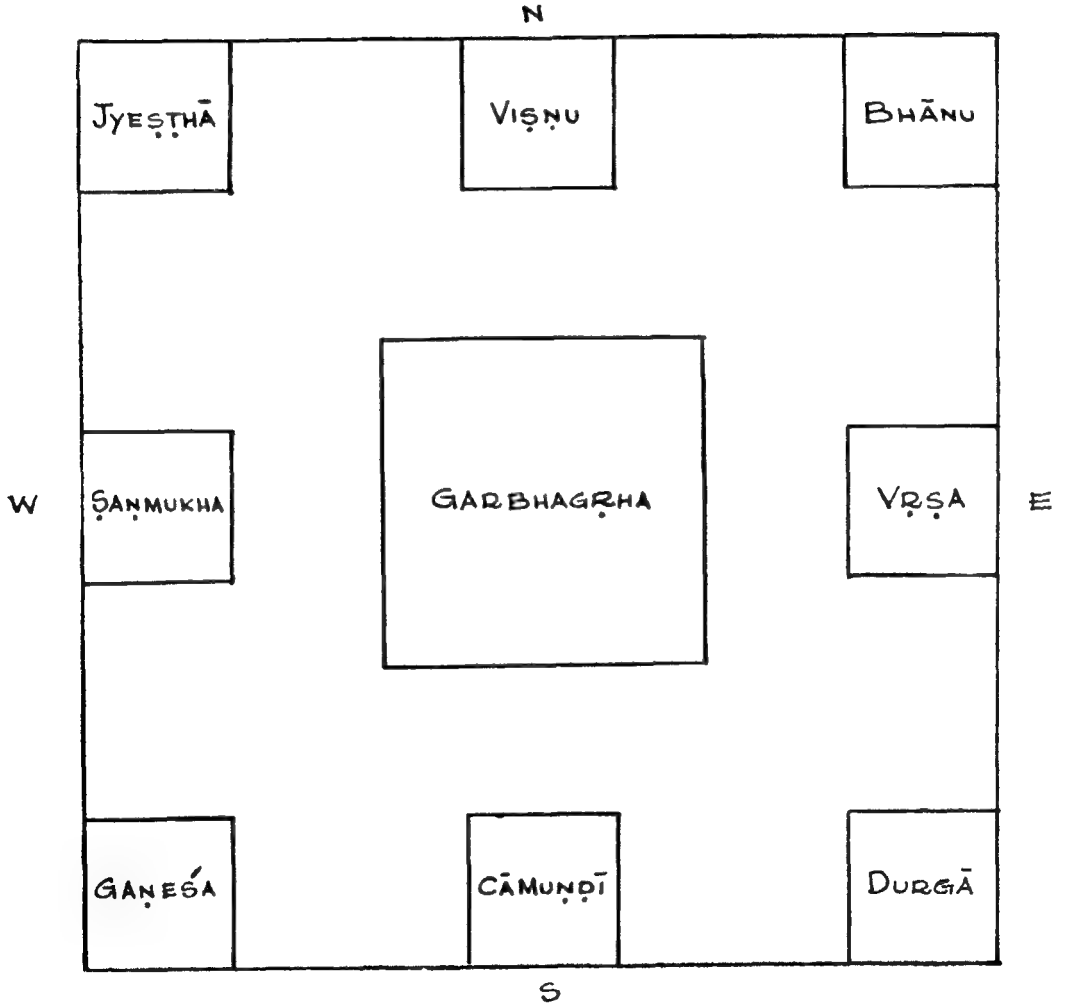 N
JYEṢṬHĀ
VIṢṆU
BHĀNU
W
ṢAṆMUKHA
GARBHAGṚHA
VṚṢA
E
GAṆEŚA
CĀMUṆḌĪ
DURGĀ
S